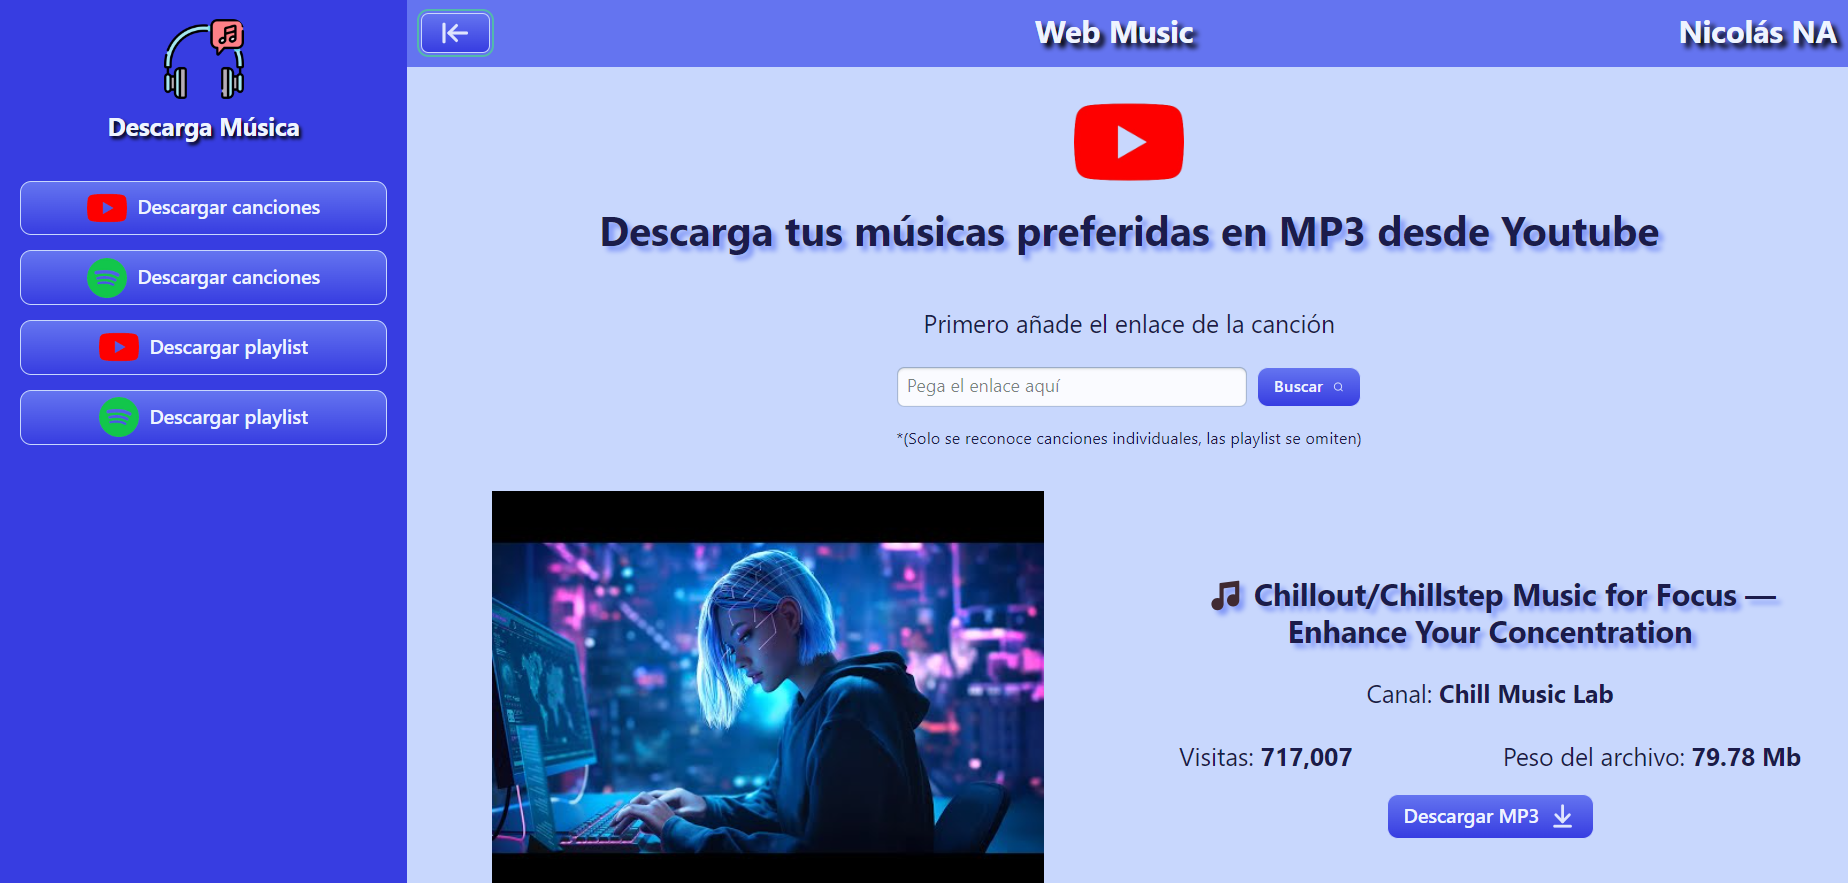 Descarga Música
Descargar canciones
Descargar canciones
Descargar playlist
Descargar playlist
Web Music
Nicolás NA
Descarga tus músicas preferidas en MP3 desde Youtube
Primero añade el enlace de la canción
Pega el enlace aquí
Buscar
*(Solo se reconoce canciones individuales, las playlist se omiten)
🎵 Chillout/Chillstep Music for Focus —
Enhance Your Concentration
Canal: Chill Music Lab
Visitas: 717,007
Peso del archivo: 79.78 Mb
Descargar MP3